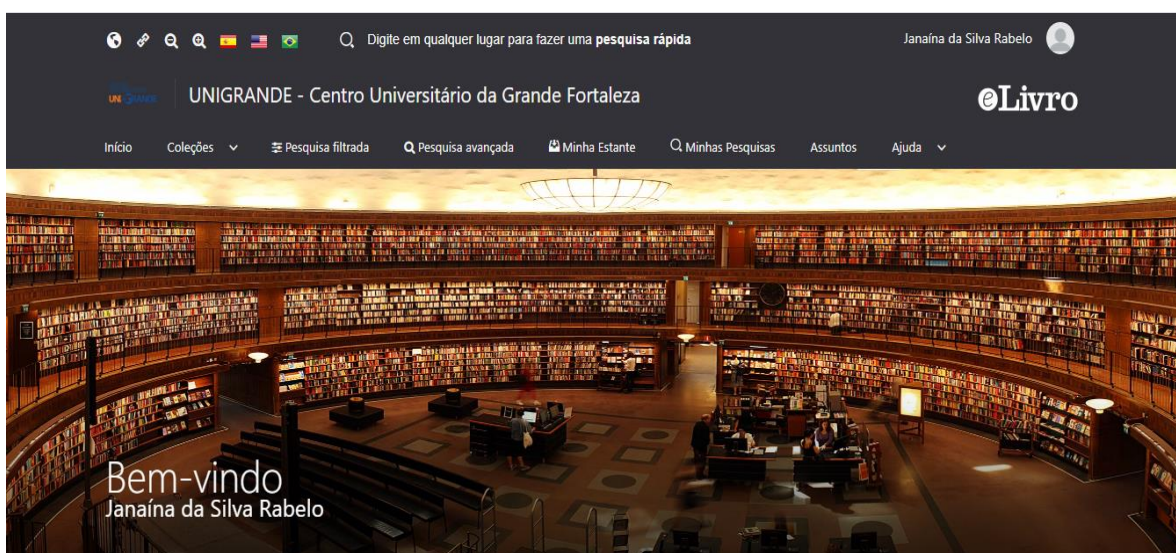 Digite em qualquer lugar para fazer uma pesquisa rápida
Janaína da Silva Rabelo
UNIGRANDE
UNIGRANDE - Centro Universitário da Grande Fortaleza
eLivro
Início Coleções Pesquisa filtrada Pesquisa avançada Minha Estante Minhas Pesquisas Assuntos Ajuda
Bem-vindo
Janaína da Silva Rabelo